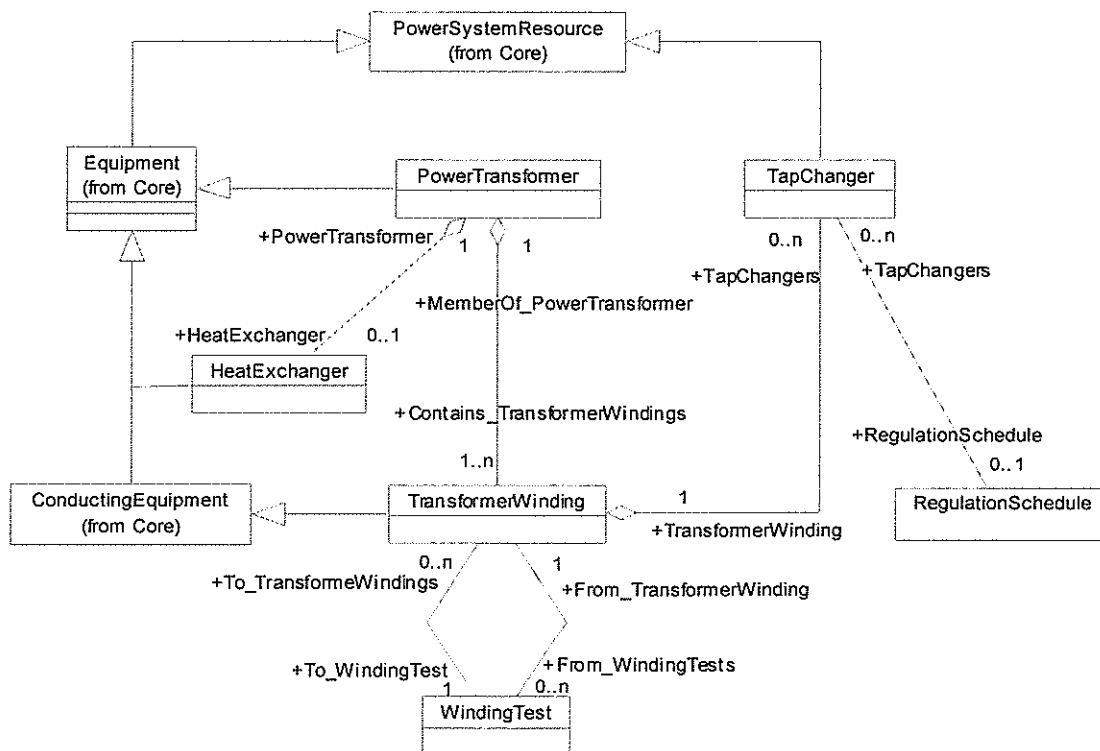 PowerSystemResource
(from Core)
Equipment
(from Core)
PowerTransformer
TapChanger
+PowerTransformer
1
1
0..n
0..n
+TapChangers
+TapChangers
+MemberOf_PowerTransformer
+HeatExchanger
0..1
HeatExchanger
+Contains_TransformerWindings
+RegulationSchedule
1..n
0..1
ConductingEquipment
(from Core)
TransformerWinding
1
+TransformerWinding
RegulationSchedule
0..n
1
+To_TransformeWindings
+From_TransformerWinding
+To_WindingTest
+From_WindingTests
1
0..n
WindingTest